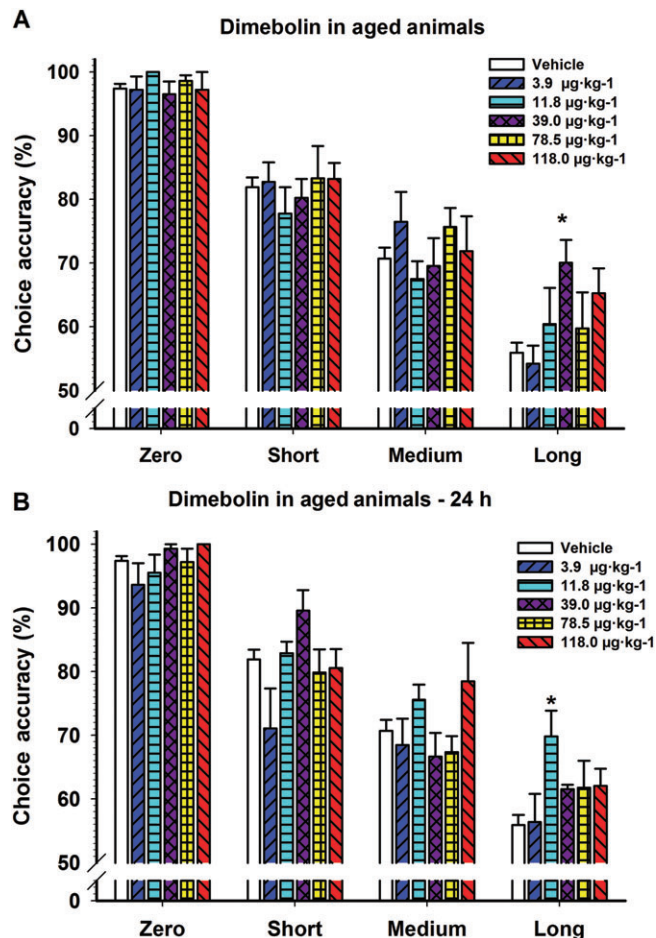 A
Dimebolin in aged animals
Choice accuracy (%)
100
90
80
70
60
50
0
Vehicle
3.9 µg·kg-1
11.8 µg·kg-1
39.0 µg·kg-1
78.5 µg·kg-1
118.0 µg·kg-1
*
Zero Short Medium Long
B
Dimebolin in aged animals - 24 h
Choice accuracy (%)
100
90
80
70
60
50
0
Vehicle
3.9 µg·kg-1
11.8 µg·kg-1
39.0 µg·kg-1
78.5 µg·kg-1
118.0 µg·kg-1
*
Zero Short Medium Long